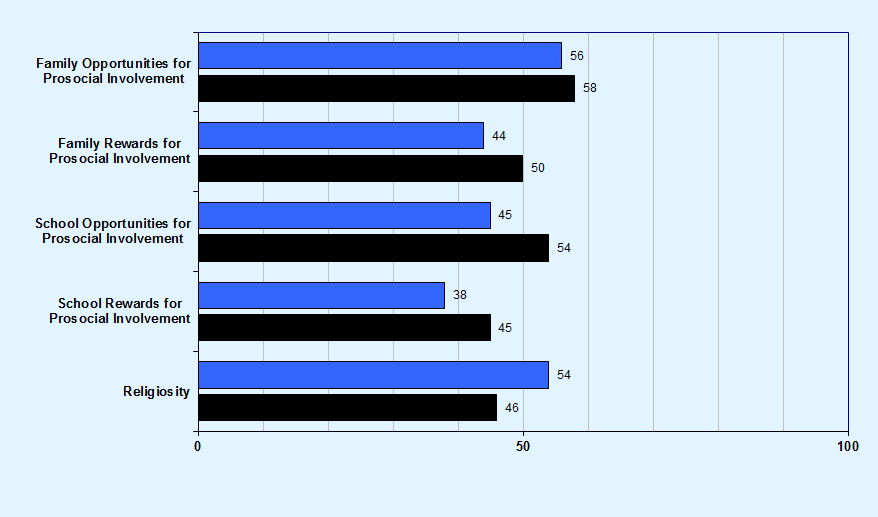 Family Opportunities for
Prosocial Involvement
56
58
Family Rewards for
Prosocial Involvement
44
50
School Opportunities for
Prosocial Involvement
45
54
School Rewards for
Prosocial Involvement
38
45
Religiosity
54
46
0 50 100